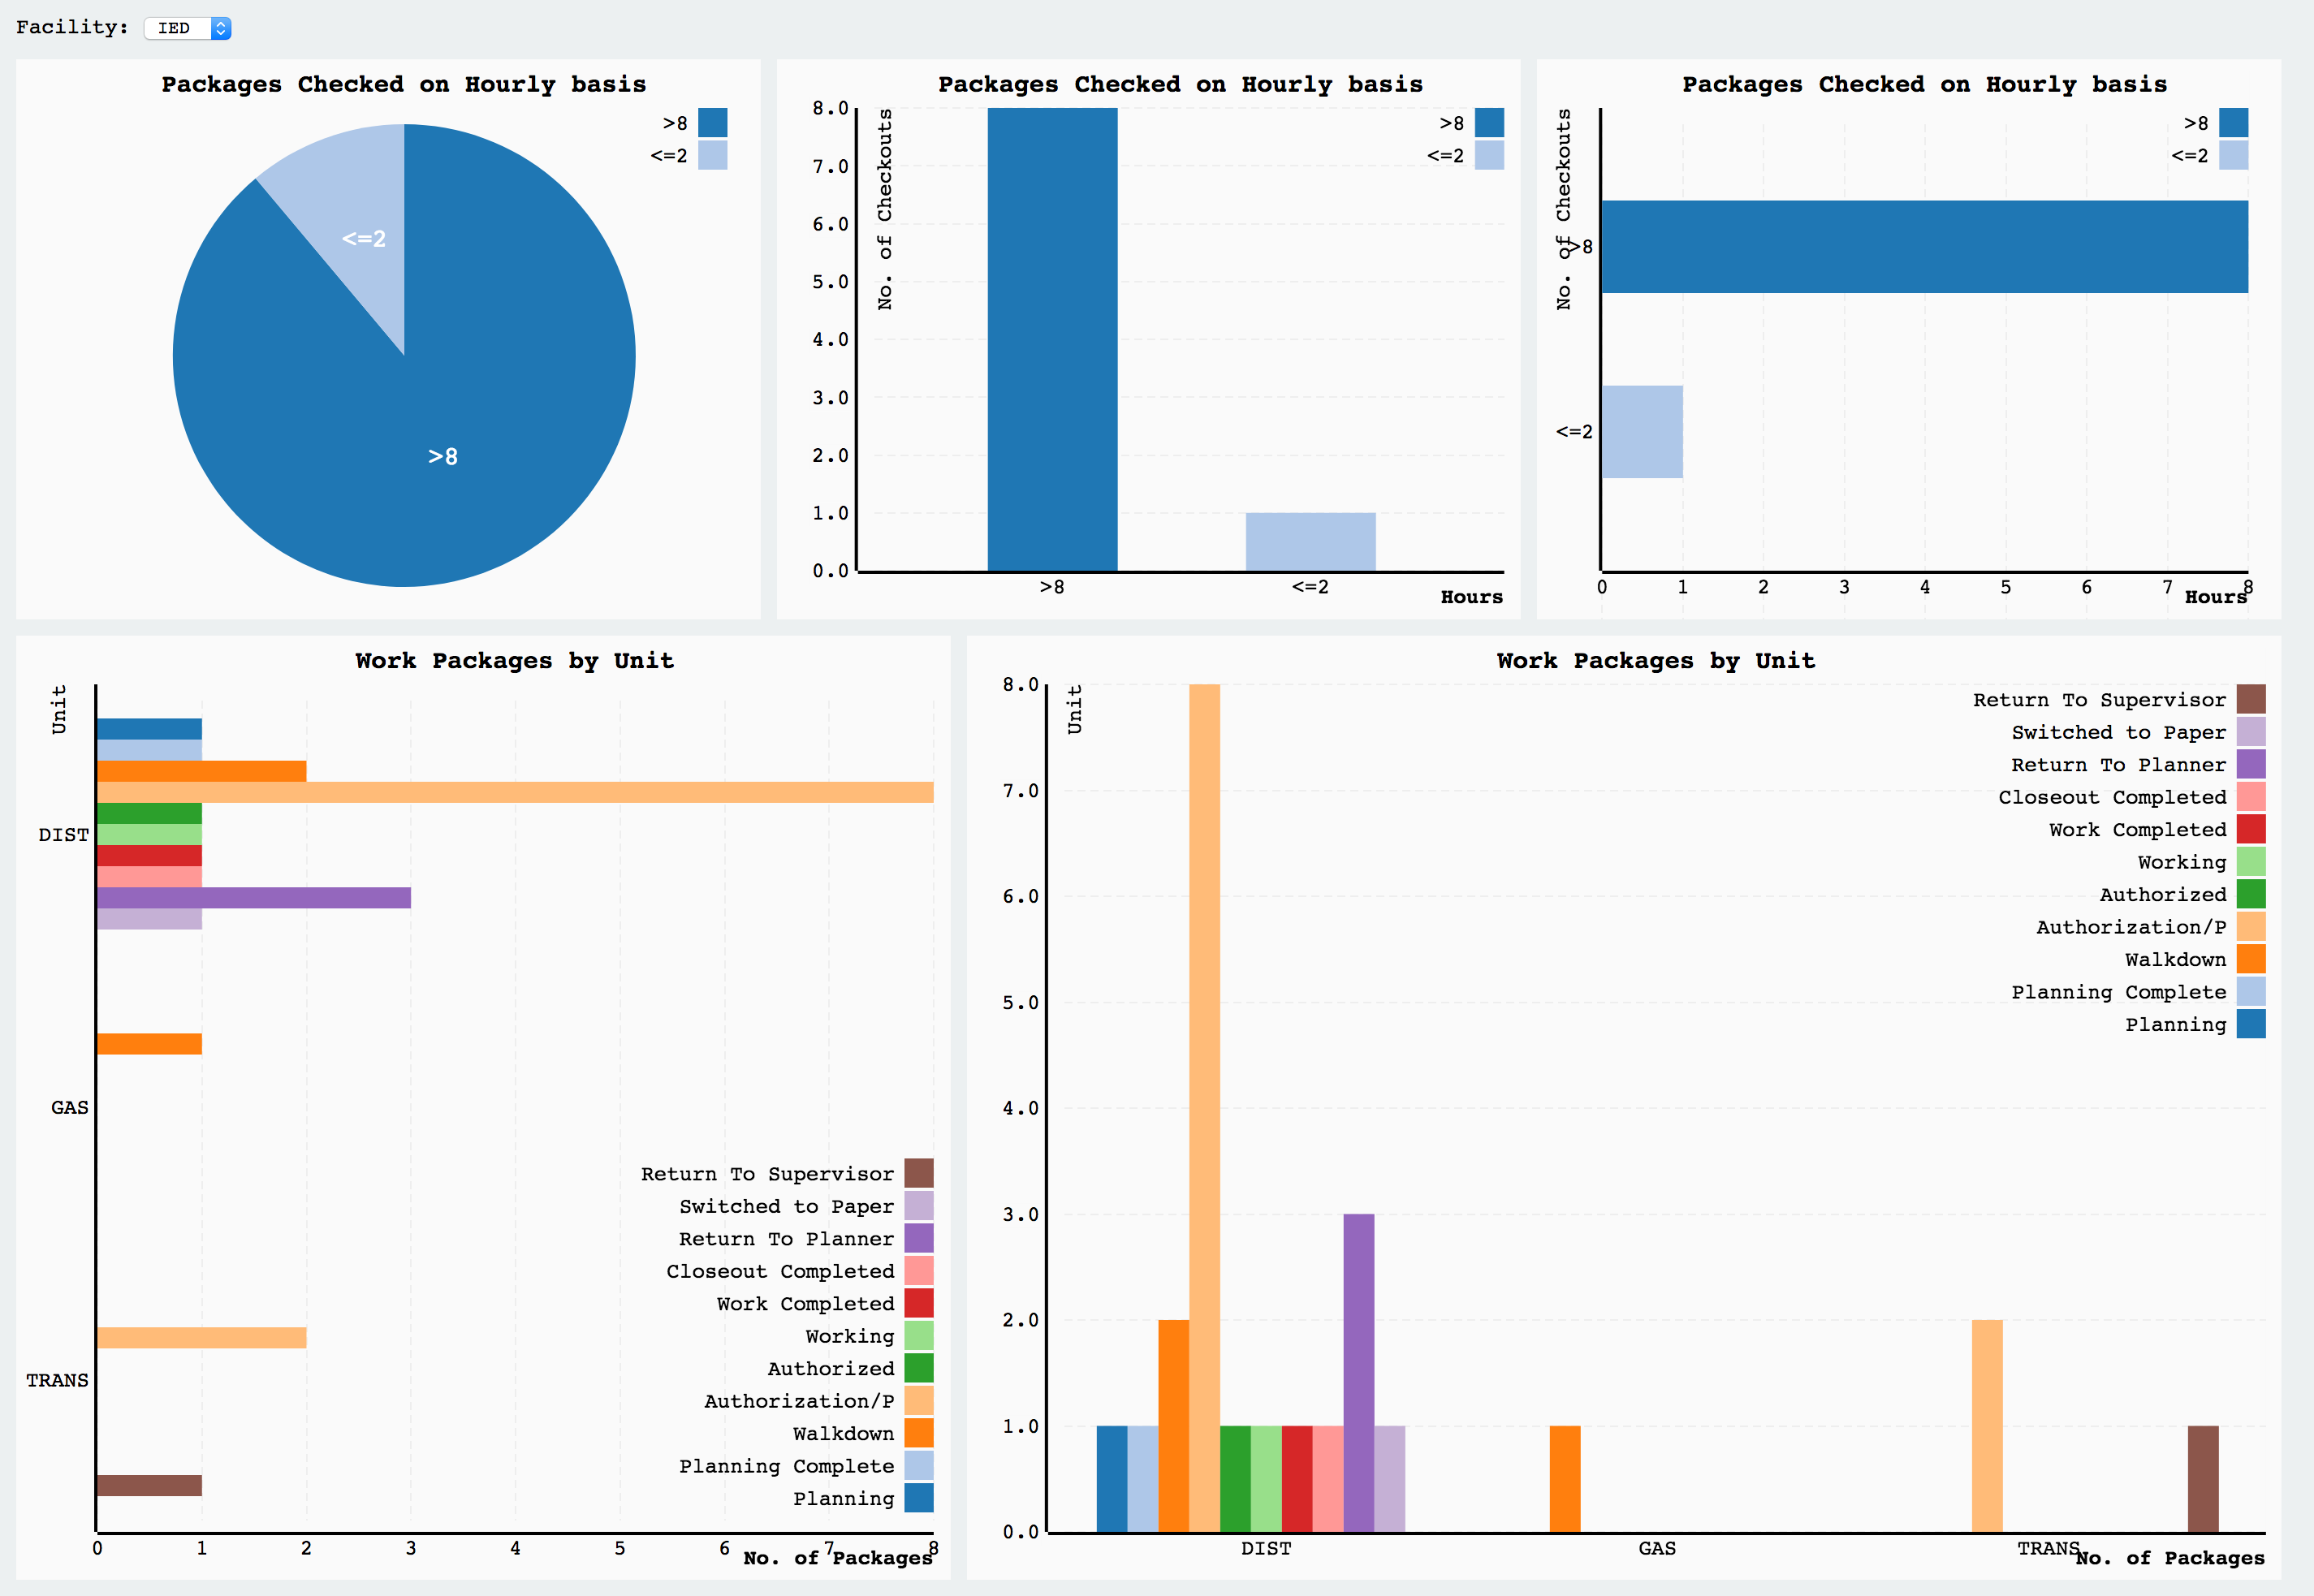 Facility: IED
Packages Checked on Hourly basis
>8
<=2
<=2
>8
Packages Checked on Hourly basis
8.0
7.0
6.0
5.0
4.0
3.0
2.0
1.0
0.0
No. of Checkouts
>8
<=2
>8
<=2
Hours
Packages Checked on Hourly basis
No. of Checkouts
>8
<=2
>8
<=2
0 1 2 3 4 5 6 7 8
Hours
Work Packages by Unit
Unit
DIST
GAS
TRANS
Return To Supervisor
Switched to Paper
Return To Planner
Closeout Completed
Work Completed
Working
Authorized
Authorization/P
Walkdown
Planning Complete
Planning
0 1 2 3 4 5 6 7 8
No. of Packages
Work Packages by Unit
8.0
7.0
6.0
5.0
4.0
3.0
2.0
1.0
0.0
Unit
Return To Supervisor
Switched to Paper
Return To Planner
Closeout Completed
Work Completed
Working
Authorized
Authorization/P
Walkdown
Planning Complete
Planning
DIST GAS TRANS
No. of Packages